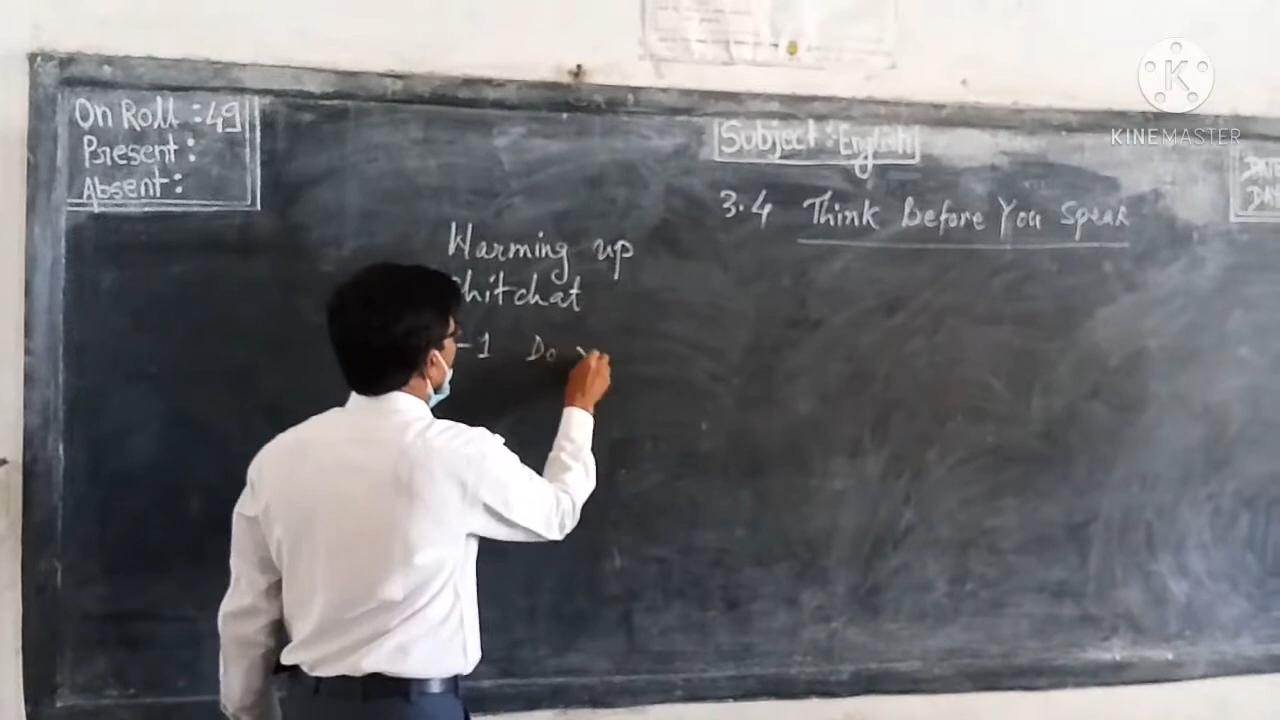 On Roll : 49
Present :
Absent :
Subject : English
3.4 Think Before You Speak
Warming up
Chitchat
-1 Do
KINEMASTER